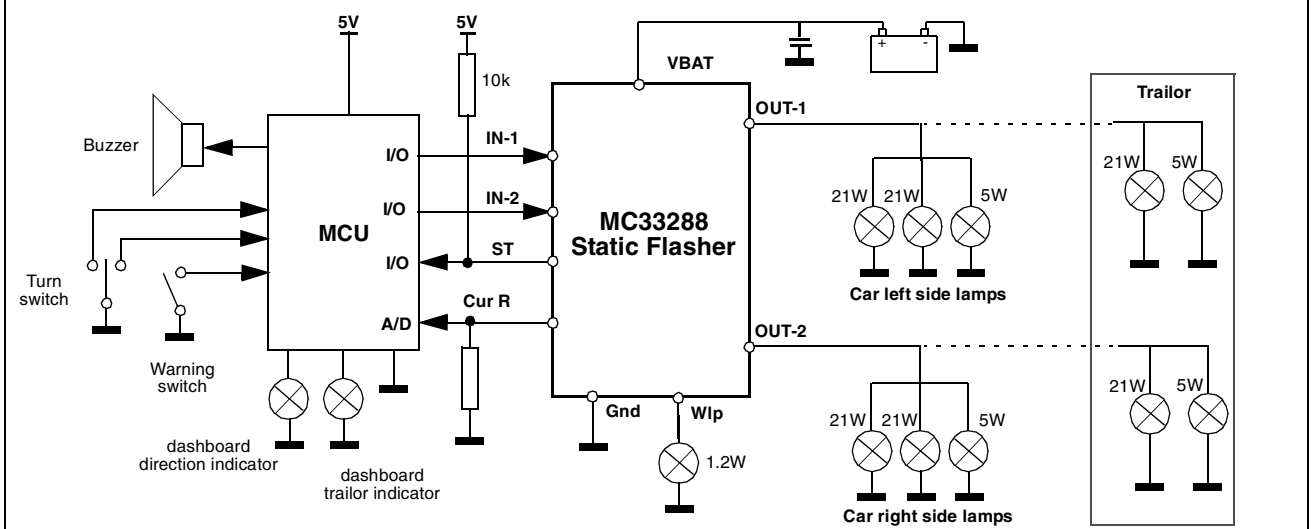 5V
5V
10k
VBAT
+ -
OUT-1
Trailor
Buzzer
I/O
IN-1
21W
5W
I/O
IN-2
21W
21W
5W
MCU
MC33288
Static Flasher
I/O
ST
Turn
switch
Car left side lamps
Cur R
A/D
OUT-2
Warning
switch
21W
5W
Gnd
Wlp
21W
21W
5W
dashboard
direction indicator
1.2W
dashboard
trailor indicator
Car right side lamps